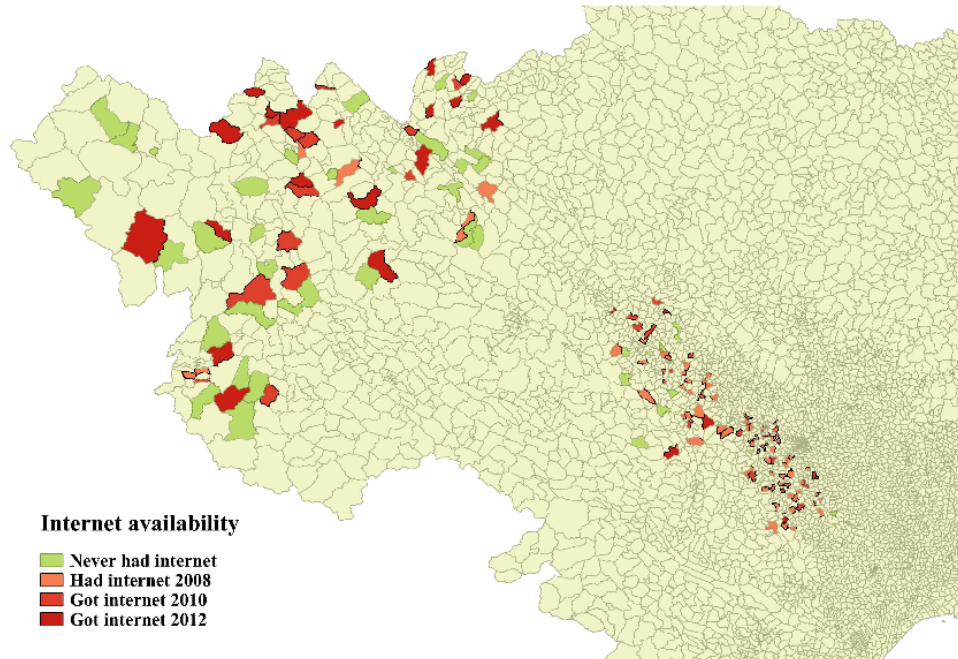 Internet availability
Never had internet
Had internet 2008
Got internet 2010
Got internet 2012